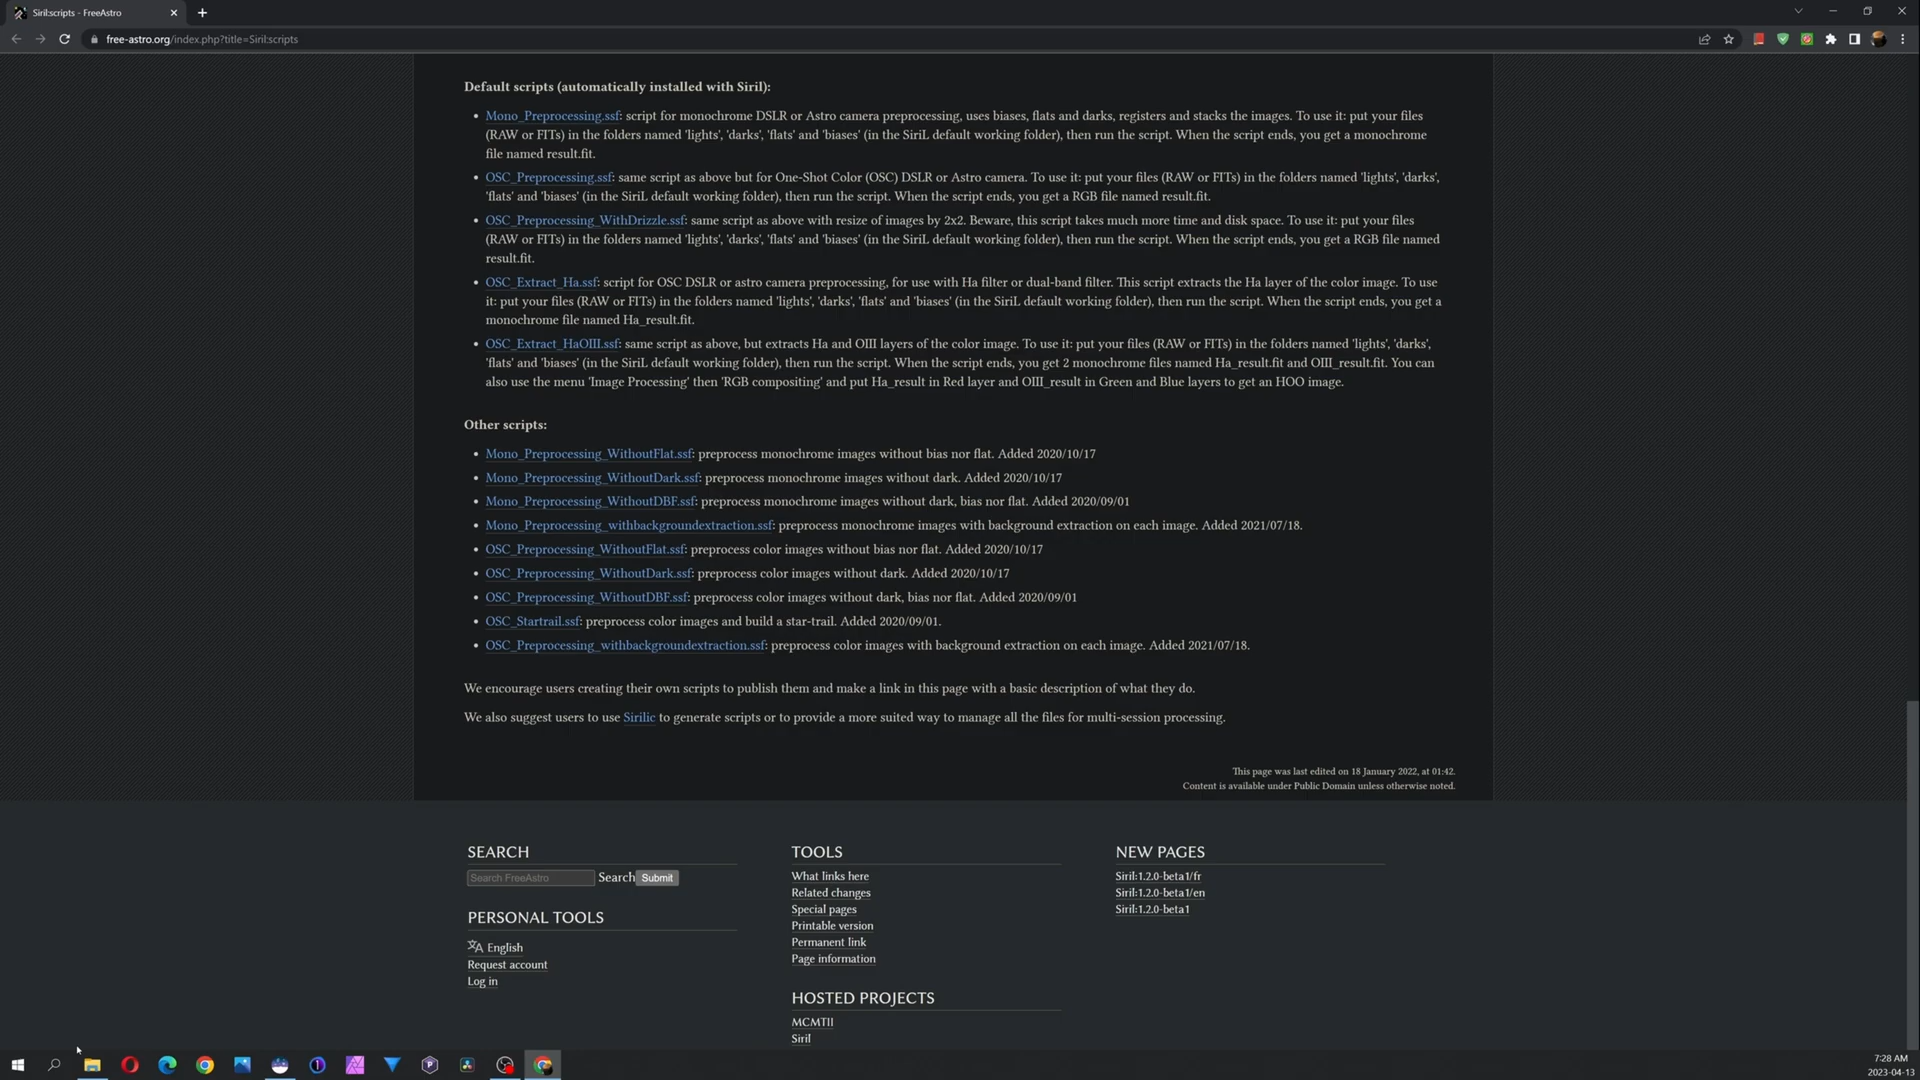 Siril:scripts - FreeAstro
free-astro.org/index.php?title=Siril:scripts
Default scripts (automatically installed with Siril):
Mono_Preprocessing.ssf: script for monochrome DSLR or Astro camera preprocessing, uses biases, flats and darks, registers and stacks the images. To use it: put your files
(RAW or FITs) in the folders named 'lights', 'darks', 'flats' and 'biases' (in the SiriL default working folder), then run the script. When the script ends, you get a monochrome
file named result.fit.
OSC_Preprocessing.ssf: same script as above but for One-Shot Color (OSC) DSLR or Astro camera. To use it: put your files (RAW or FITs) in the folders named 'lights', 'darks',
'flats' and 'biases' (in the SiriL default working folder), then run the script. When the script ends, you get a RGB file named result.fit.
OSC_Preprocessing_WithDrizzle.ssf: same script as above with resize of images by 2x2. Beware, this script takes much more time and disk space. To use it: put your files
(RAW or FITs) in the folders named 'lights', 'darks', 'flats' and 'biases' (in the SiriL default working folder), then run the script. When the script ends, you get a RGB file named
result.fit.
OSC_Extract_Ha.ssf: script for OSC DSLR or astro camera preprocessing, for use with Ha filter or dual-band filter. This script extracts the Ha layer of the color image. To use
it: put your files (RAW or FITs) in the folders named 'lights', 'darks', 'flats' and 'biases' (in the SiriL default working folder), then run the script. When the script ends, you get a
monochrome file named Ha_result.fit.
OSC_Extract_HaOIII.ssf: same script as above, but extracts Ha and OIII layers of the color image. To use it: put your files (RAW or FITs) in the folders named 'lights', 'darks',
'flats' and 'biases' (in the SiriL default working folder), then run the script. When the script ends, you get 2 monochrome files named Ha_result.fit and OIII_result.fit. You can
also use the menu 'Image Processing' then 'RGB compositing' and put Ha_result in Red layer and OIII_result in Green and Blue layers to get an HOO image.
Other scripts:
Mono_Preprocessing_WithoutFlat.ssf: preprocess monochrome images without bias nor flat. Added 2020/10/17
Mono_Preprocessing_WithoutDark.ssf: preprocess monochrome images without dark. Added 2020/10/17
Mono_Preprocessing_WithoutDBF.ssf: preprocess monochrome images without dark, bias nor flat. Added 2020/09/01
Mono_Preprocessing_withbackgroundextraction.ssf: preprocess monochrome images with background extraction on each image. Added 2021/07/18.
OSC_Preprocessing_WithoutFlat.ssf: preprocess color images without bias nor flat. Added 2020/10/17
OSC_Preprocessing_WithoutDark.ssf: preprocess color images without dark. Added 2020/10/17
OSC_Preprocessing_WithoutDBF.ssf: preprocess color images without dark, bias nor flat. Added 2020/09/01
OSC_Startrail.ssf: preprocess color images and build a star-trail. Added 2020/09/01.
OSC_Preprocessing_withbackgroundextraction.ssf: preprocess color images with background extraction on each image. Added 2021/07/18.
We encourage users creating their own scripts to publish them and make a link in this page with a basic description of what they do.
We also suggest users to use Sirilic to generate scripts or to provide a more suited way to manage all the files for multi-session processing.
This page was last edited on 18 January 2022, at 01:42.
Content is available under Public Domain unless otherwise noted.
SEARCH
Search FreeAstro Search Submit
PERSONAL TOOLS
English
Request account
Log in
TOOLS
What links here
Related changes
Special pages
Printable version
Permanent link
Page information
HOSTED PROJECTS
MCMTII
Siril
NEW PAGES
Siril:1.2.0-beta1/fr
Siril:1.2.0-beta1/en
Siril:1.2.0-beta1
7:28 AM
2023-04-13